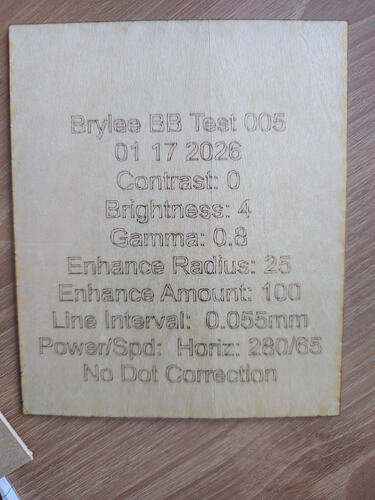 Brylee BB Test 005
01 17 2026
Contrast: 0
Brightness: 4
Gamma: 0.8
Enhance Radius: 25
Enhance Amount: 100
Line Interval: 0.055mm
Power/Spd: Horiz: 280/65
No Dot Correction